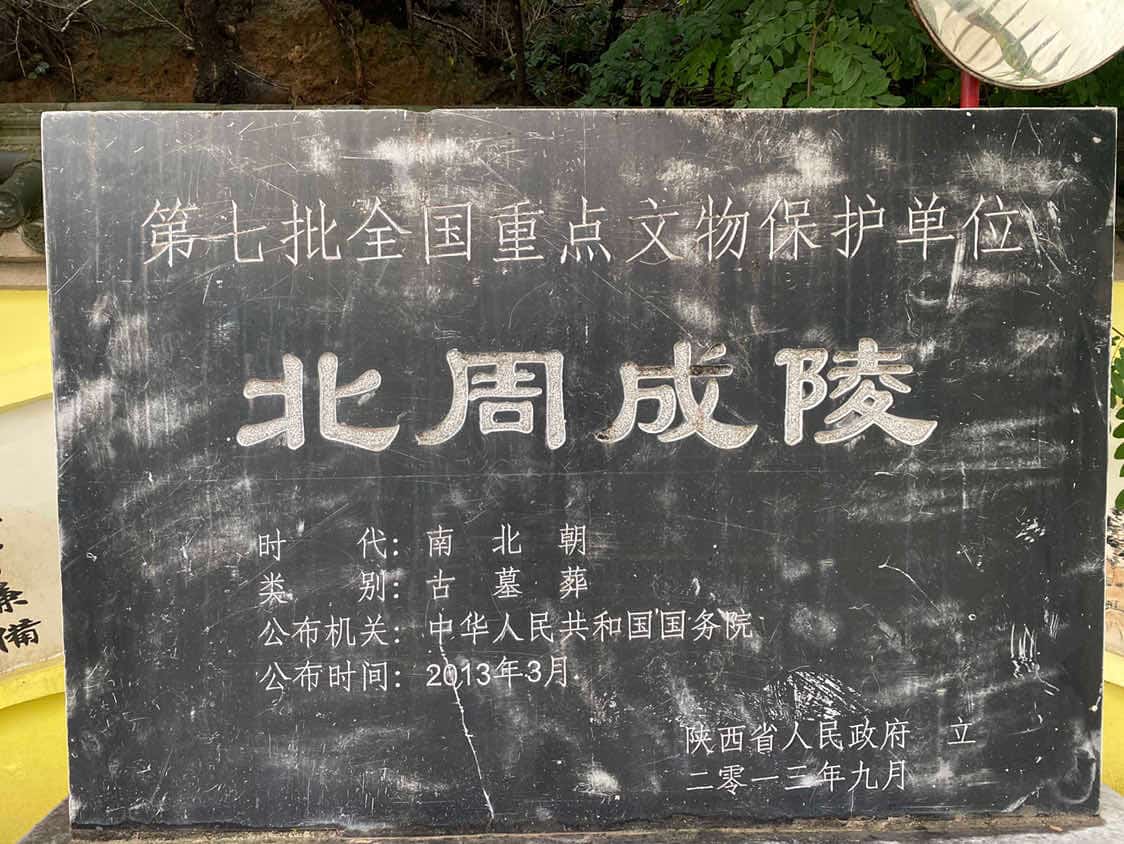 第七批全国重点文物保护单位
北周成陵
时 代：南 北 朝
类 别：古 墓 葬
公布机关：中华人民共和国国务院
公布时间：2013年3月
陕西省人民政府 立
二零一三年九月